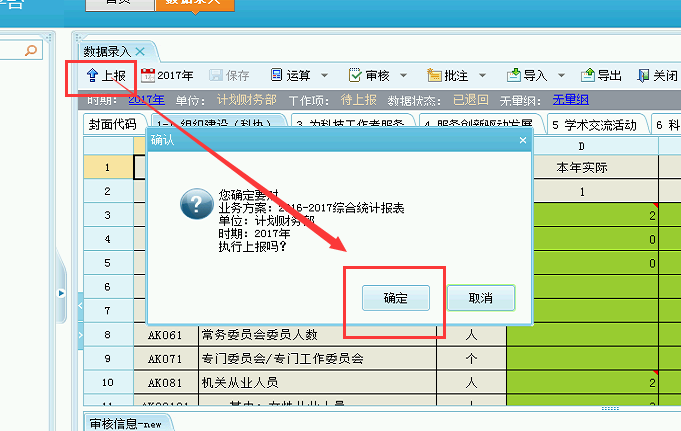 数据录入
上报 2017年 保存 运算 审核 批注 导入 导出 关闭
时期: 2017年 单位: 计划财务部 工作项: 待上报 数据状态: 已退回 无量纲: 无量纲
封面代码 组织建设（科协） 3 为科技工作者服务 4 服务创新驱动发展 5 学术交流活动 6 科
确认
您确定要对
业务方案：2016-2017综合统计报表
单位：计划财务部
时期：2017年
执行上报吗？
确定 取消
D
1 本年实际
2 1
3 2
4 0
5 0
6
7
8 AK061 常务委员会委员人数 人
9 AK071 专门委员会/专门工作委员会 个
10 AK081 机关从业人员 人 2
审核信息-new